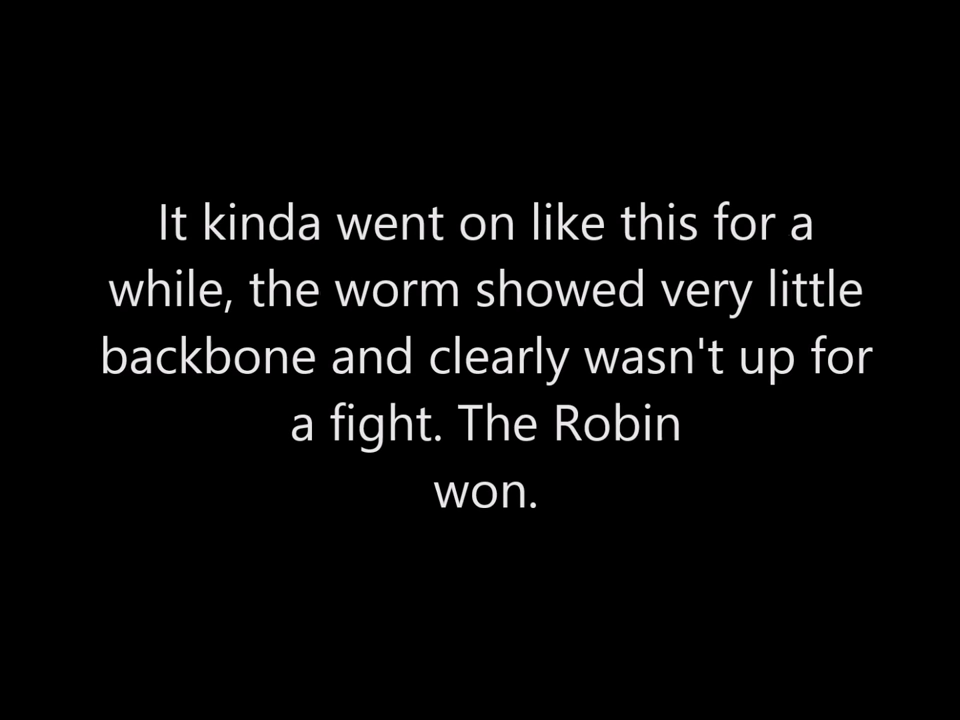 It kinda went on like this for a
while, the worm showed very little
backbone and clearly wasn't up for
a fight. The Robin
won.